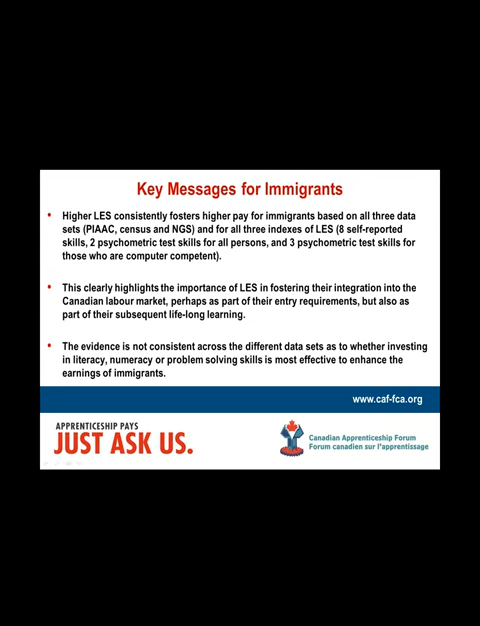 Key Messages for Immigrants
• Higher LES consistently fosters higher pay for immigrants based on all three data
sets (PIAAC, census and NGS) and for all three indexes of LES (8 self-reported
skills, 2 psychometric test skills for all persons, and 3 psychometric test skills for
those who are computer competent).
• This clearly highlights the importance of LES in fostering their integration into the
Canadian labour market, perhaps as part of their entry requirements, but also as
part of their subsequent life-long learning.
• The evidence is not consistent across the different data sets as to whether investing
in literacy, numeracy or problem solving skills is most effective to enhance the
earnings of immigrants.
www.caf-fca.org
APPRENTICESHIP PAYS
JUST ASK US.
Canadian Apprenticeship Forum
Forum canadien sur l'apprentissage